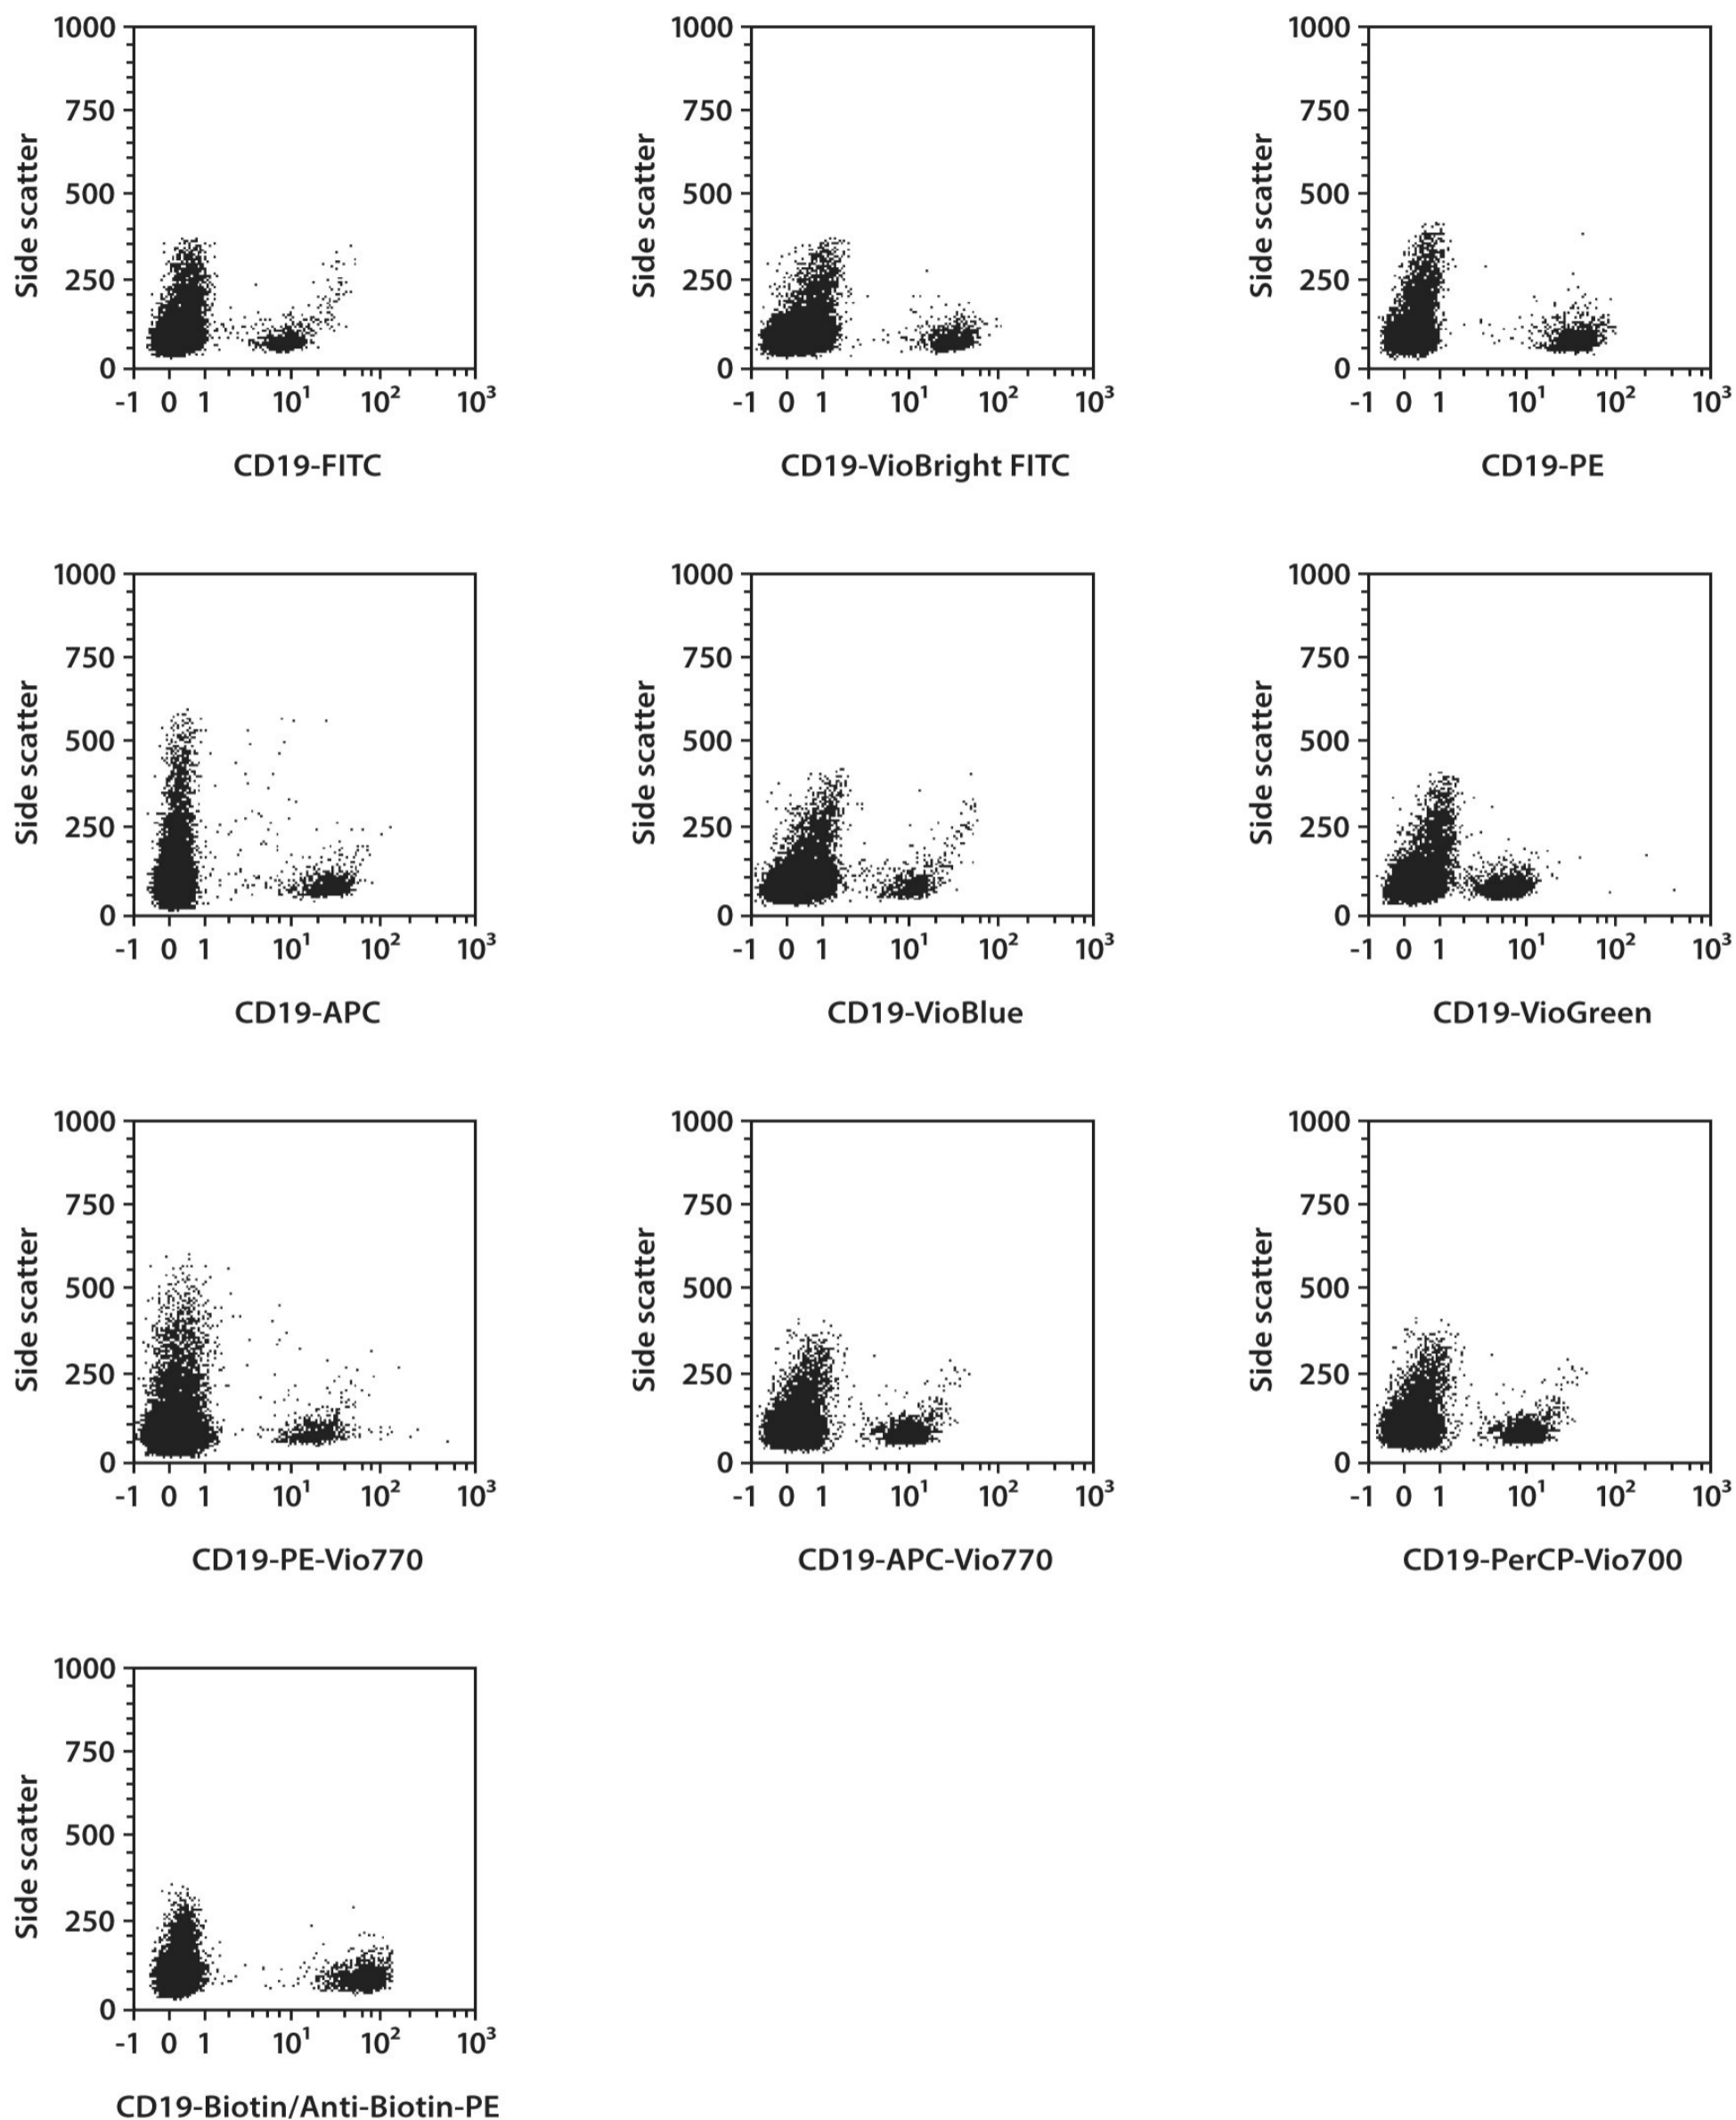 Side scatter
1000
750
500
250
0
-1 0 1 10¹ 10² 10³
CD19-FITC
Side scatter
1000
750
500
250
0
-1 0 1 10¹ 10² 10³
CD19-VioBright FITC
Side scatter
1000
750
500
250
0
-1 0 1 10¹ 10² 10³
CD19-PE
Side scatter
1000
750
500
250
0
-1 0 1 10¹ 10² 10³
CD19-APC
Side scatter
1000
750
500
250
0
-1 0 1 10¹ 10² 10³
CD19-VioBlue
Side scatter
1000
750
500
250
0
-1 0 1 10¹ 10² 10³
CD19-VioGreen
Side scatter
1000
750
500
250
0
-1 0 1 10¹ 10² 10³
CD19-PE-Vio770
Side scatter
1000
750
500
250
0
-1 0 1 10¹ 10² 10³
CD19-APC-Vio770
Side scatter
1000
750
500
250
0
-1 0 1 10¹ 10² 10³
CD19-PerCP-Vio700
Side scatter
1000
750
500
250
0
-1 0 1 10¹ 10² 10³
CD19-Biotin/Anti-Biotin-PE